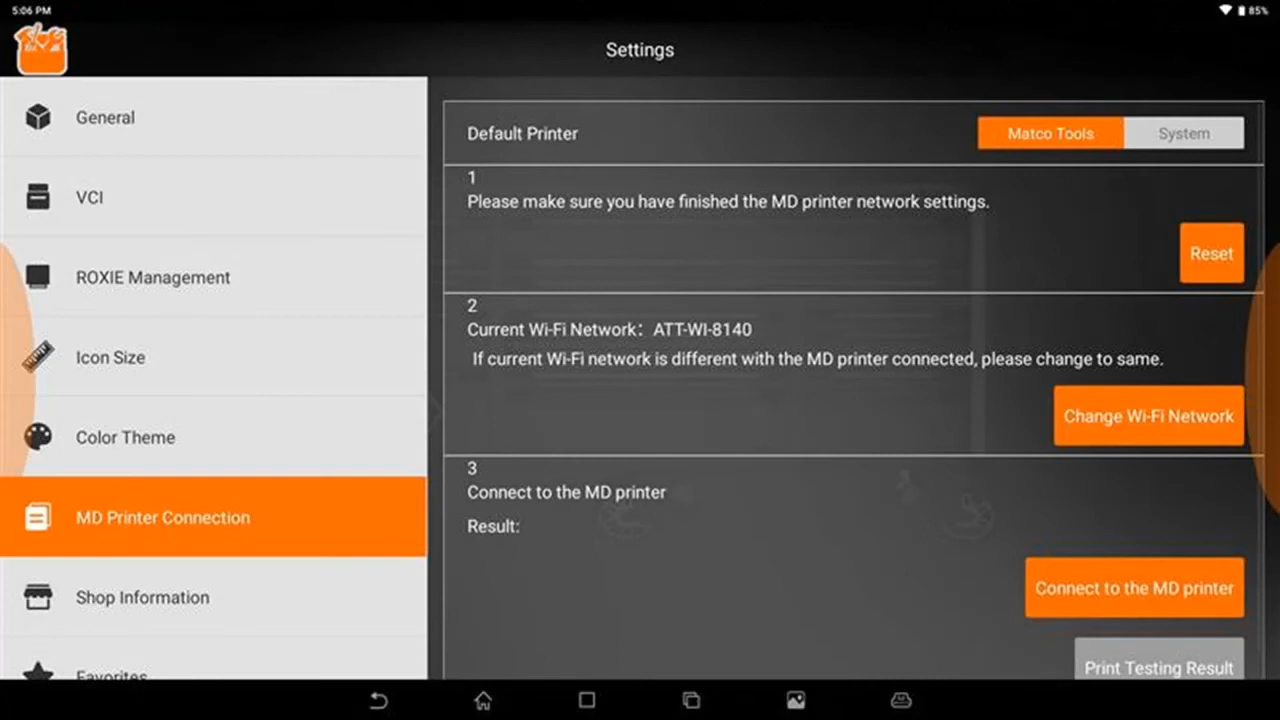 5:06 PM
85%
Settings
General
VCI
ROXIE Management
Icon Size
Color Theme
MD Printer Connection
Shop Information
Favorites
Default Printer
Matco Tools
System
1
Please make sure you have finished the MD printer network settings.
Reset
2
Current Wi-Fi Network: ATT-WI-8140
If current Wi-Fi network is different with the MD printer connected, please change to same.
Change Wi-Fi Network
3
Connect to the MD printer
Result:
Connect to the MD printer
Print Testing Result